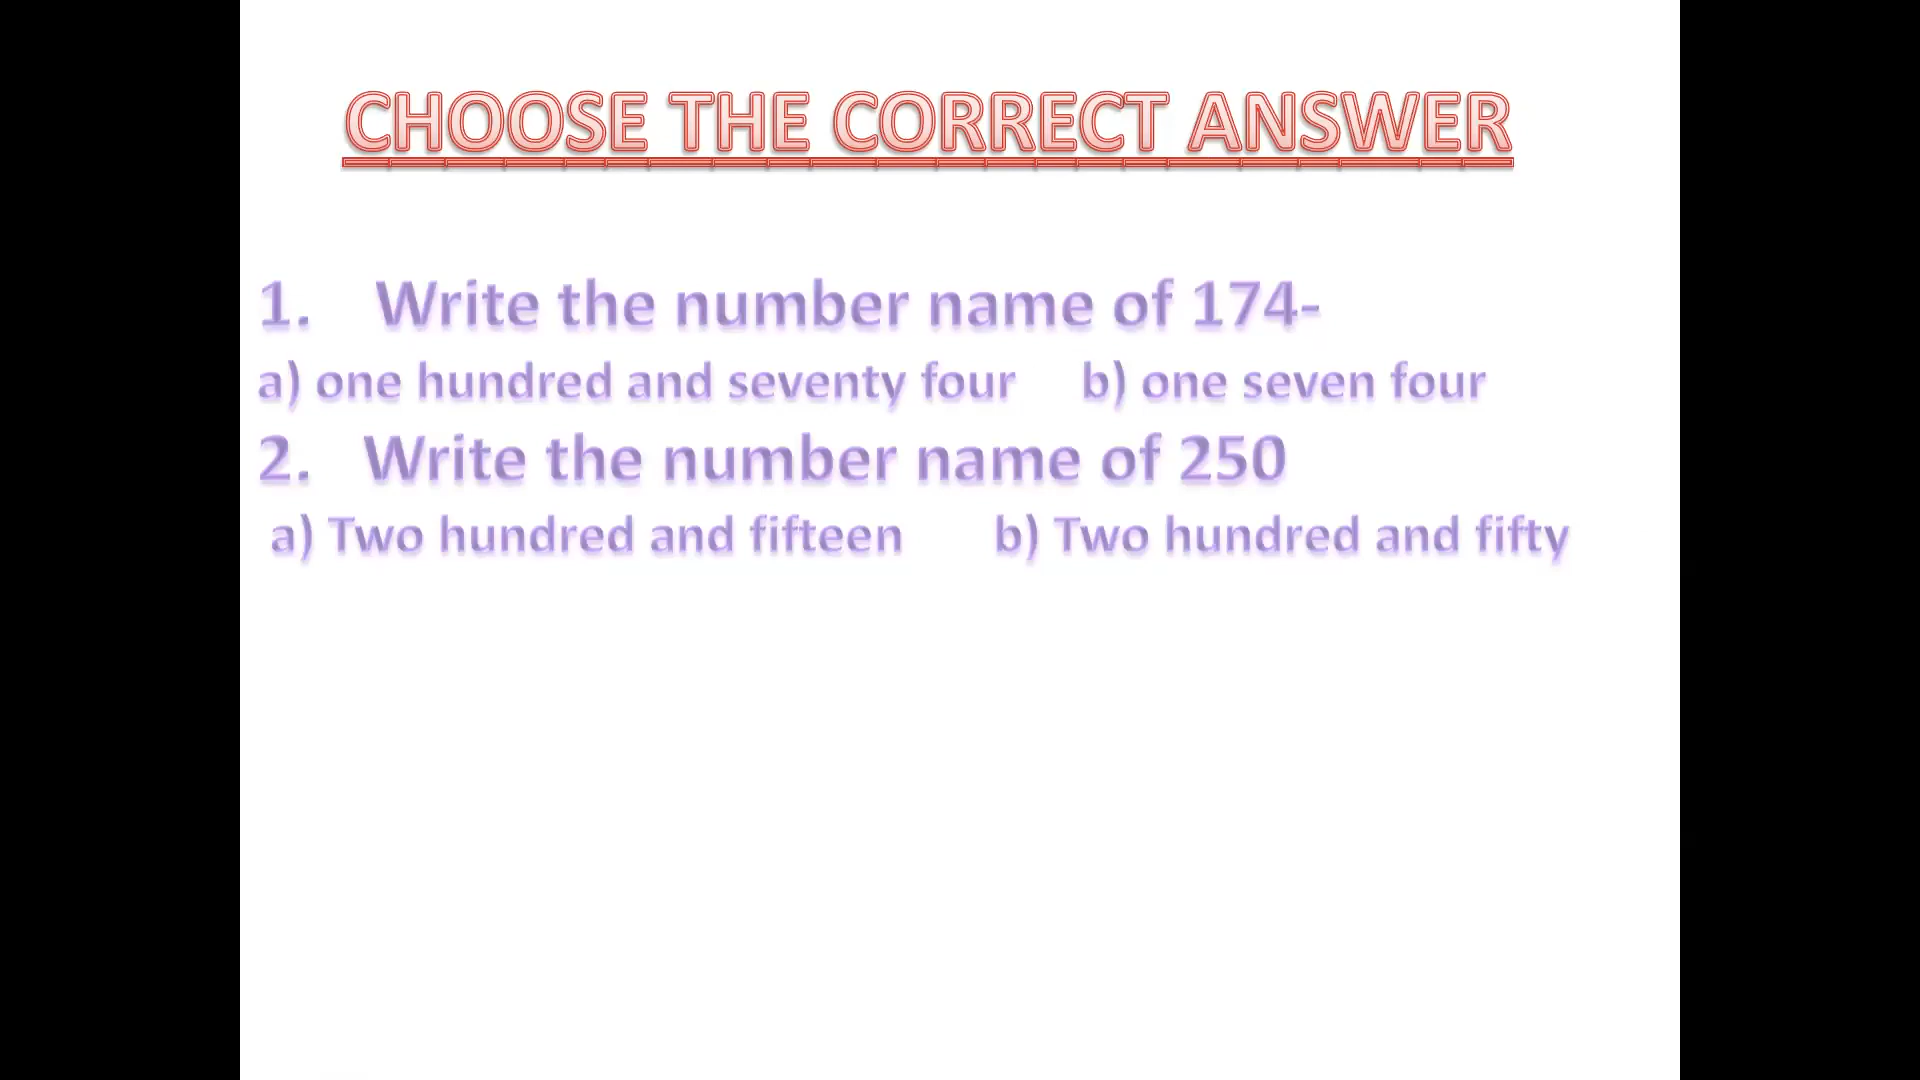 CHOOSE THE CORRECT ANSWER
1. Write the number name of 174-
a) one hundred and seventy four b) one seven four
2. Write the number name of 250
a) Two hundred and fifteen b) Two hundred and fifty